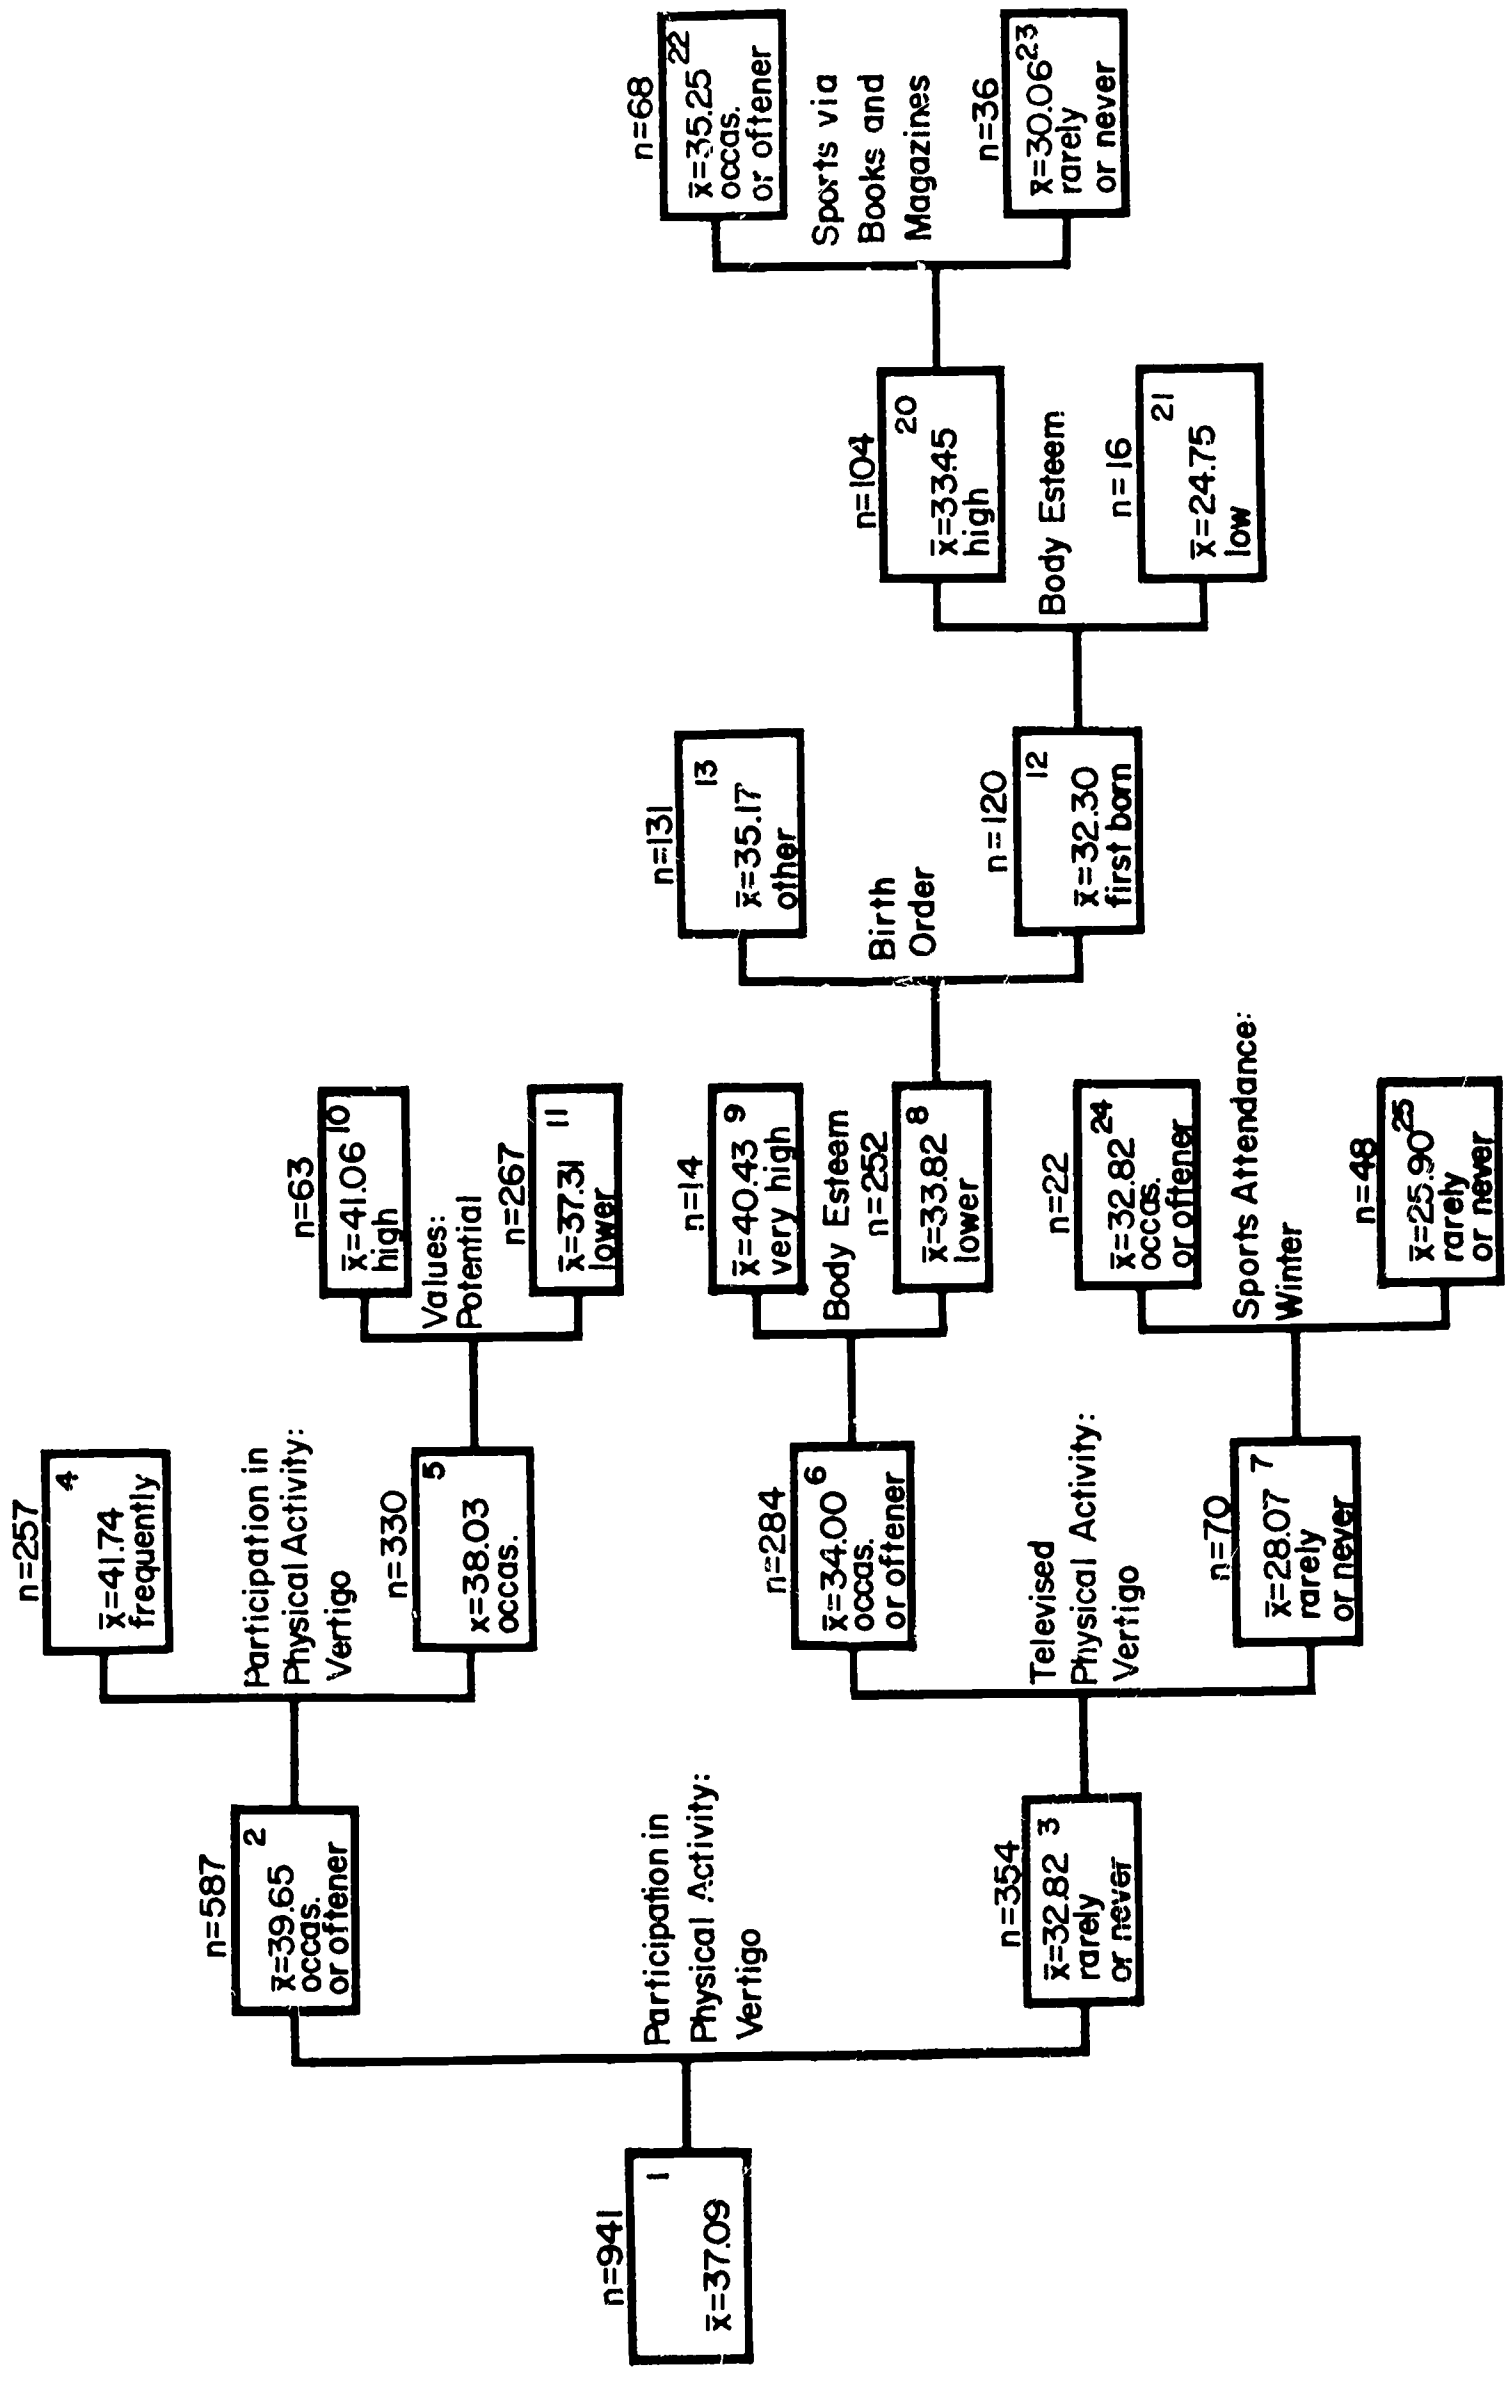 n=941
1
x̄=37.09
Participation in
Physical Activity:
Vertigo
n=587
2
x̄=39.65
occas.
or oftener
n=354
3
x̄=32.82
rarely
or never
Participation in
Physical Activity:
Vertigo
n=257
4
x̄=41.74
frequently
n=330
5
x=38.03
occas.
Televised
Physical Activity:
Vertigo
n=284
6
x̄=34.00
occas.
or oftener
n=70
7
x̄=28.07
rarely
or never
Values:
Potential
n=63
10
x̄=41.06
high
n=267
11
x̄=37.31
lower
Body Esteem
n=14
9
x̄=40.43
very high
n=252
8
x̄=33.82
lower
Sports Attendance:
Winter
n=22
24
x̄=32.82
occas.
or oftener
n=48
25
x̄=25.90
rarely
or never
Birth
Order
n=131
13
x̄=35.17
other
n=120
12
x̄=32.30
first born
Body Esteem
n=104
20
x̄=33.45
high
n=16
21
x̄=24.75
low
Sports via
Books and
Magazines
n=68
22
x̄=35.25
occas.
or oftener
n=36
23
x̄=30.06
rarely
or never